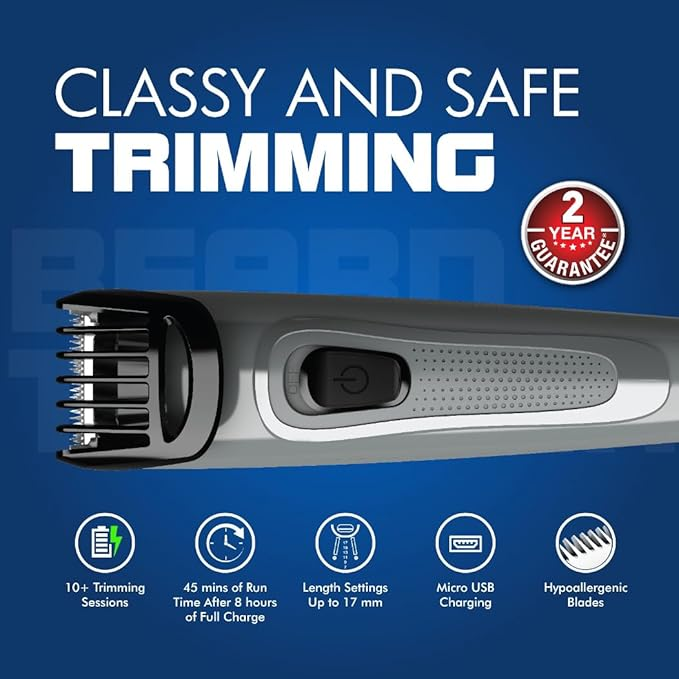 CLASSY AND SAFE
TRIMMING
2
YEAR
GUARANTEE*
BEARD
10+ Trimming
Sessions
45 mins of Run
Time After 8 hours
of Full Charge
Length Settings
Up to 17 mm
Micro USB
Charging
Hypoallergenic
Blades